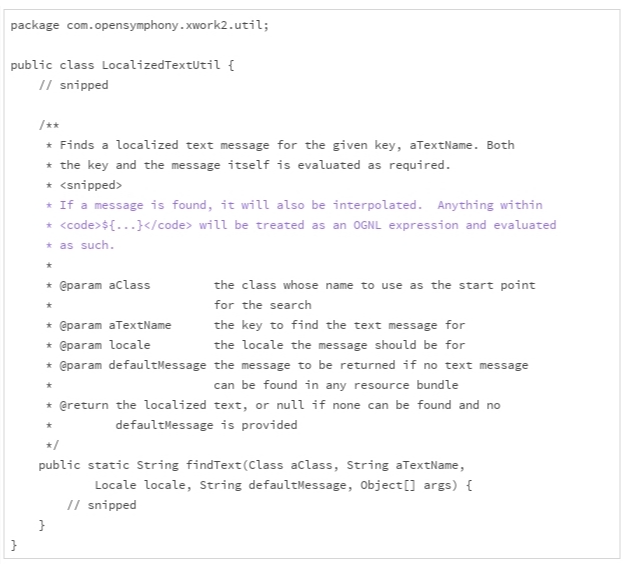 package com.opensymphony.xwork2.util;
public class LocalizedTextUtil {
// snipped
/**
* Finds a localized text message for the given key, aTextName. Both
* the key and the message itself is evaluated as required.
* <snipped>
* If a message is found, it will also be interpolated.  Anything within
* <code>${...}</code> will be treated as an OGNL expression and evaluated
* as such.
*
* @param aClass         the class whose name to use as the start point
*                       for the search
* @param aTextName      the key to find the text message for
* @param locale         the locale the message should be for
* @param defaultMessage the message to be returned if no text message
*                       can be found in any resource bundle
* @return the localized text, or null if none can be found and no
*         defaultMessage is provided
*/
public static String findText(Class aClass, String aTextName,
Locale locale, String defaultMessage, Object[] args) {
// snipped
}
}